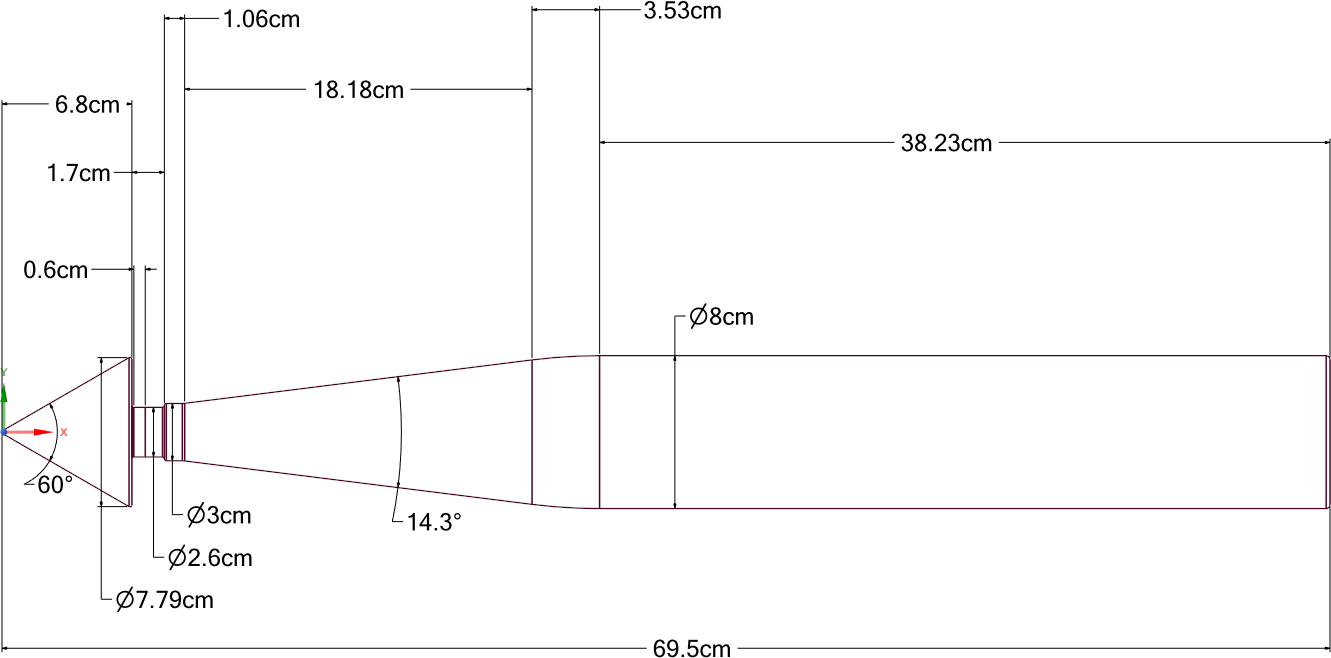 3.53cm
1.06cm
18.18cm
6.8cm
38.23cm
1.7cm
0.6cm
∅8cm
Y
X
60°
∅3cm
14.3°
∅2.6cm
∅7.79cm
69.5cm